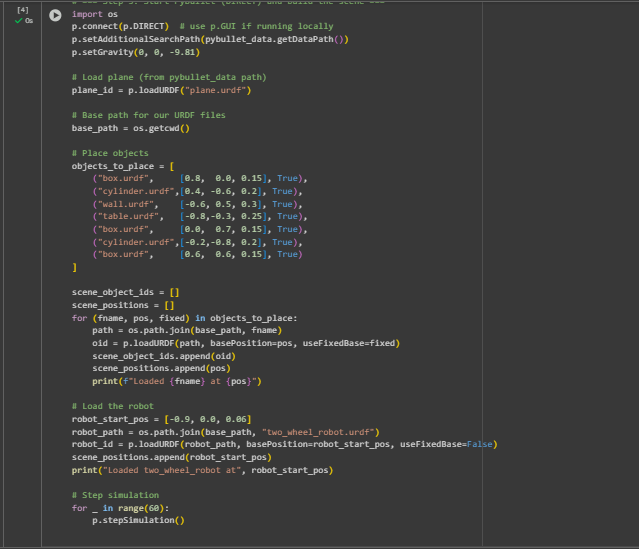 [4]
0s
# === Step 3: Start PyBullet (DIRECT) and build the scene ===
import os
p.connect(p.DIRECT)  # use p.GUI if running locally
p.setAdditionalSearchPath(pybullet_data.getDataPath())
p.setGravity(0, 0, -9.81)

# Load plane (from pybullet_data path)
plane_id = p.loadURDF("plane.urdf")

# Base path for our URDF files
base_path = os.getcwd()

# Place objects
objects_to_place = [
    ("box.urdf",     [0.8,  0.0, 0.15], True),
    ("cylinder.urdf",[0.4, -0.6, 0.2], True),
    ("wall.urdf",    [-0.6, 0.5, 0.3], True),
    ("table.urdf",   [-0.8,-0.3, 0.25], True),
    ("box.urdf",     [0.0,  0.7, 0.15], True),
    ("cylinder.urdf",[-0.2,-0.8, 0.2], True),
    ("box.urdf",     [0.6,  0.6, 0.15], True)
]

scene_object_ids = []
scene_positions = []
for (fname, pos, fixed) in objects_to_place:
    path = os.path.join(base_path, fname)
    oid = p.loadURDF(path, basePosition=pos, useFixedBase=fixed)
    scene_object_ids.append(oid)
    scene_positions.append(pos)
    print(f"Loaded {fname} at {pos}")

# Load the robot
robot_start_pos = [-0.9, 0.0, 0.06]
robot_path = os.path.join(base_path, "two_wheel_robot.urdf")
robot_id = p.loadURDF(robot_path, basePosition=robot_start_pos, useFixedBase=False)
scene_positions.append(robot_start_pos)
print("Loaded two_wheel_robot at", robot_start_pos)

# Step simulation
for _ in range(60):
    p.stepSimulation()